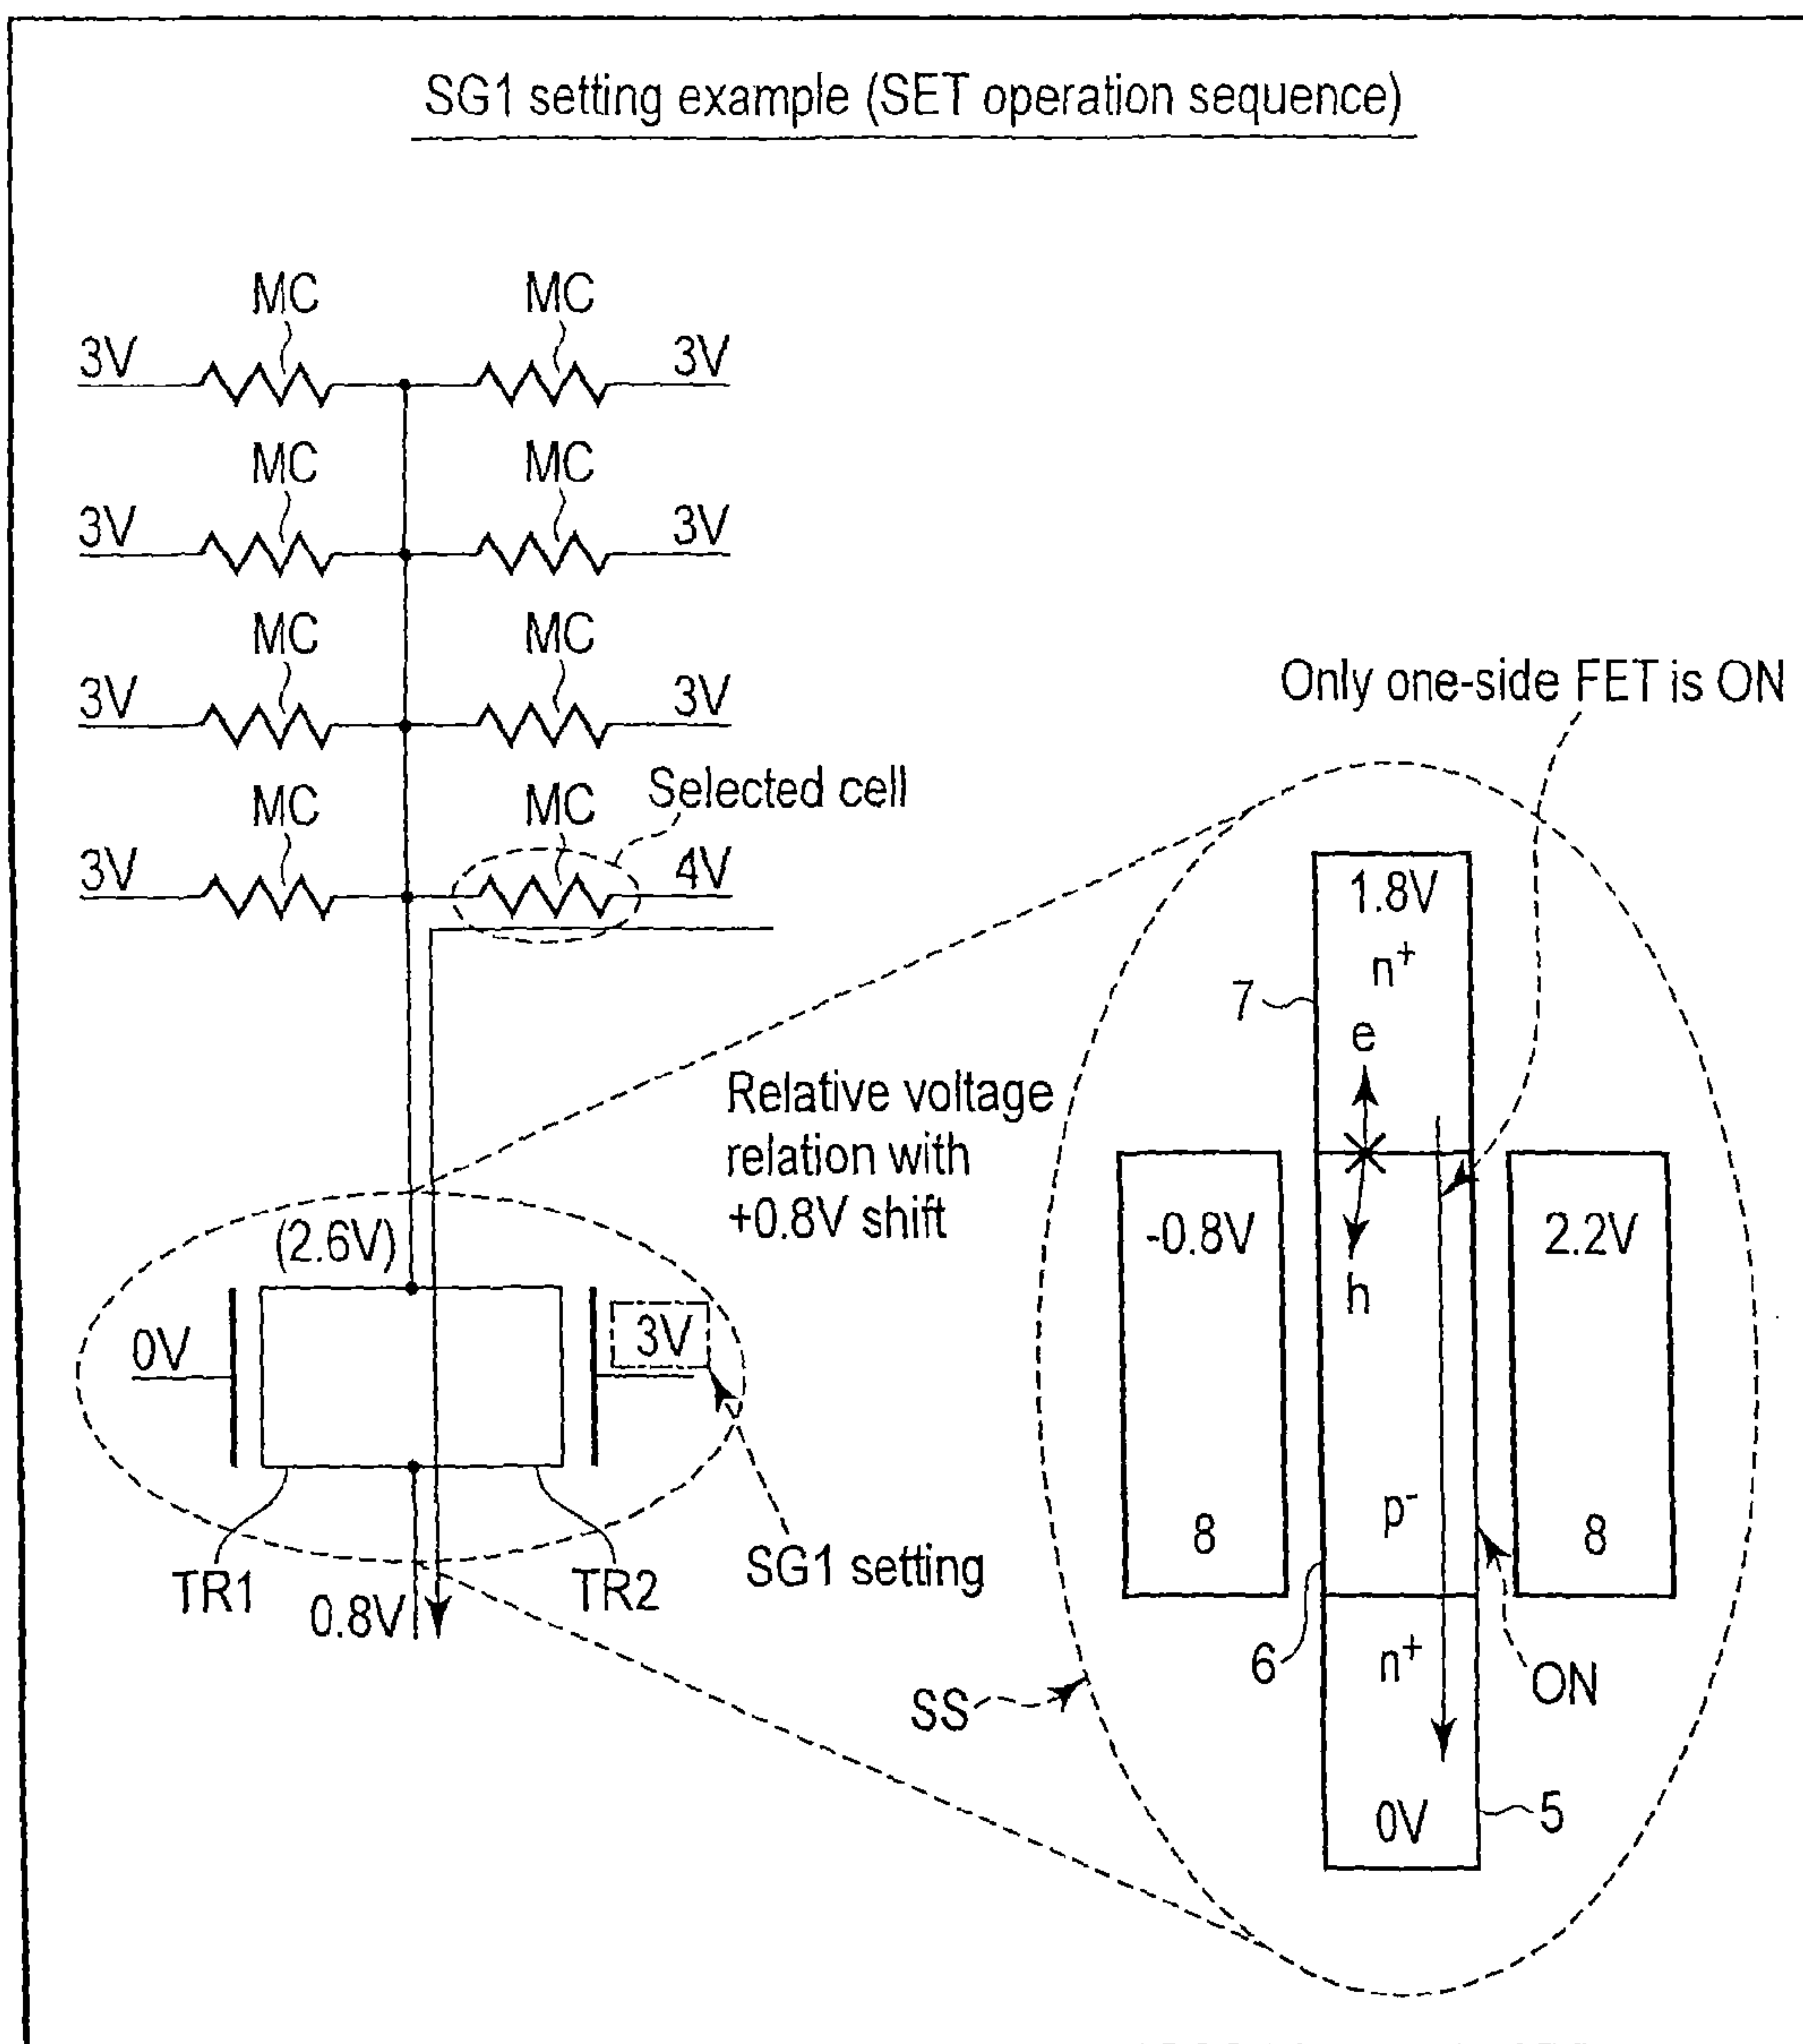 SG1 setting example (SET operation sequence)
MC MC
3V 3V
MC MC
3V 3V
MC MC
3V 3V
Only one-side FET is ON
MC MC Selected cell
3V 4V
1.8V
n+
7
e
Relative voltage
relation with
+0.8V shift
(2.6V)
-0.8V 2.2V
h
0V 3V
p-
8 8
SG1 setting
TR1 TR2
0.8V
6 n+
ON
SS
0V 5